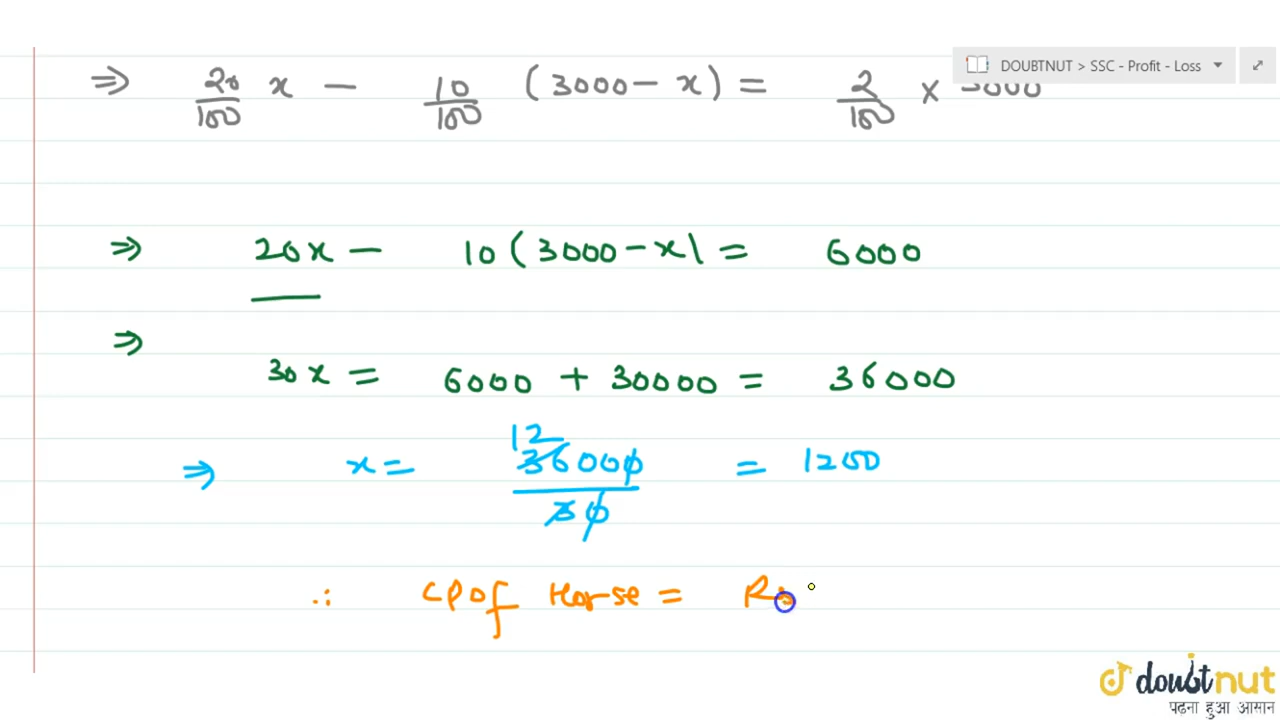 ⇒ 20/100 x − 10/100 (3000 − x) = 2/100 × 3000
DOUBTNUT > SSC - Profit - Loss
⇒ 20x − 10(3000 − x) = 6000
⇒
30x = 6000 + 30000 = 36000
⇒ x = 36000/30 = 1200
12
∴ CP of Horse = Rs
doubtnut
पढ़ना हुआ आसान